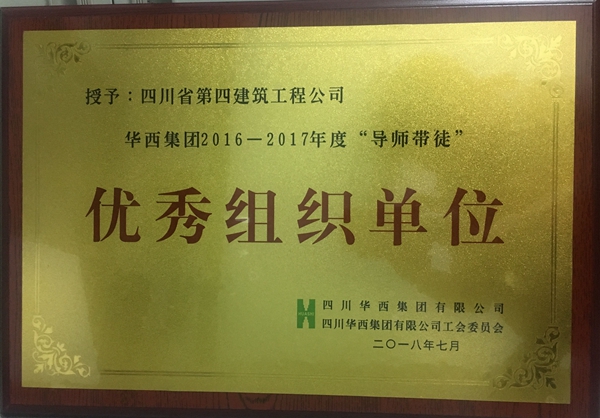 授予：四川省第四建筑工程公司
华西集团2016－2017年度“导师带徒”
优秀组织单位
四川华西集团有限公司
四川华西集团有限公司工会委员会
二〇一八年七月